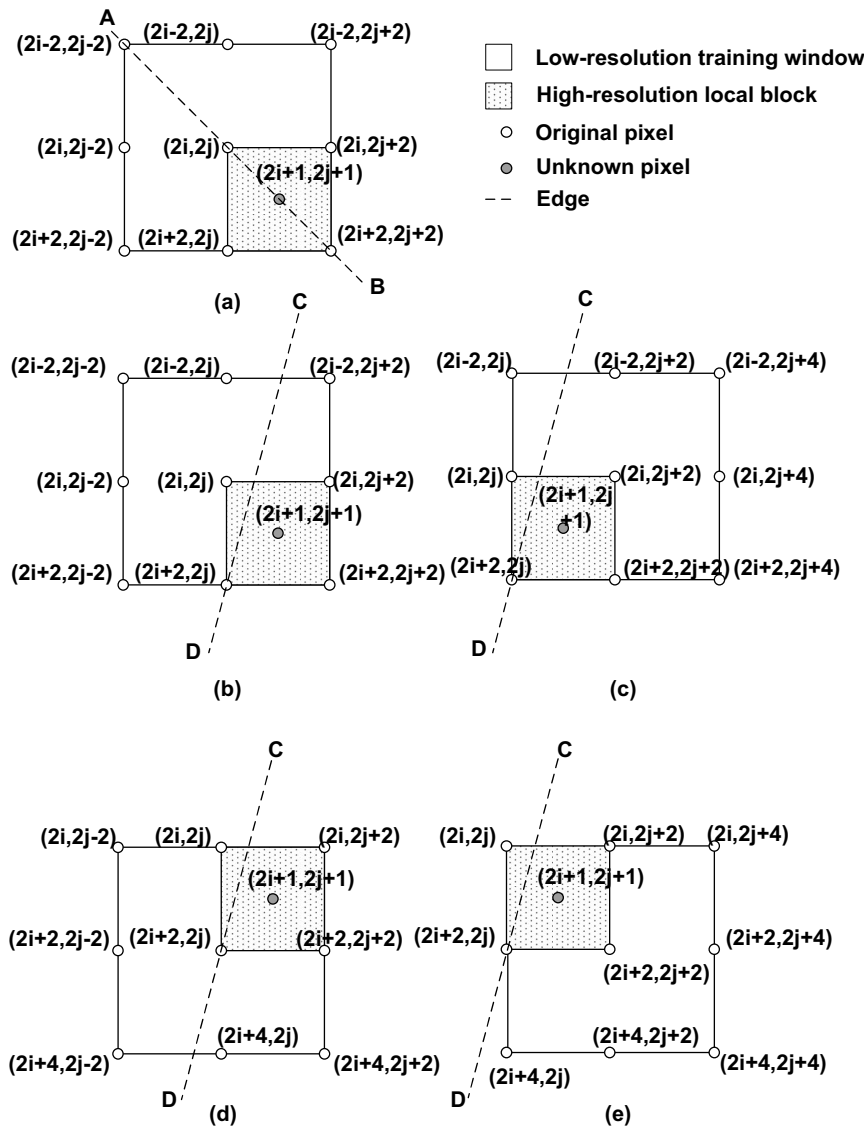 A
(2i-2,2j-2) (2i-2,2j) (2i-2,2j+2)
(2i,2j-2) (2i,2j) (2i,2j+2)
(2i+1,2j+1)
(2i+2,2j-2) (2i+2,2j) (2i+2,2j+2)
B
(a)
Low-resolution training window
High-resolution local block
Original pixel
Unknown pixel
Edge
C
(2i-2,2j-2) (2i-2,2j) (2i-2,2j+2)
(2i,2j-2) (2i,2j) (2i,2j+2)
(2i+1,2j+1)
(2i+2,2j-2) (2i+2,2j) (2i+2,2j+2)
D
(b)
C
(2i-2,2j) (2i-2,2j+2) (2i-2,2j+4)
(2i,2j) (2i,2j+2) (2i,2j+4)
(2i+1,2j
+1)
(2i+2,2j) (2i+2,2j+2) (2i+2,2j+4)
D
(c)
C
(2i,2j-2) (2i,2j) (2i,2j+2)
(2i+1,2j+1)
(2i+2,2j-2) (2i+2,2j) (2i+2,2j+2)
(2i+4,2j)
(2i+4,2j-2) (2i+4,2j+2)
D
(d)
C
(2i,2j) (2i,2j+2) (2i,2j+4)
(2i+1,2j+1)
(2i+2,2j) (2i+2,2j+4)
(2i+2,2j+2)
(2i+4,2j+2)
(2i+4,2j) (2i+4,2j+4)
D
(e)